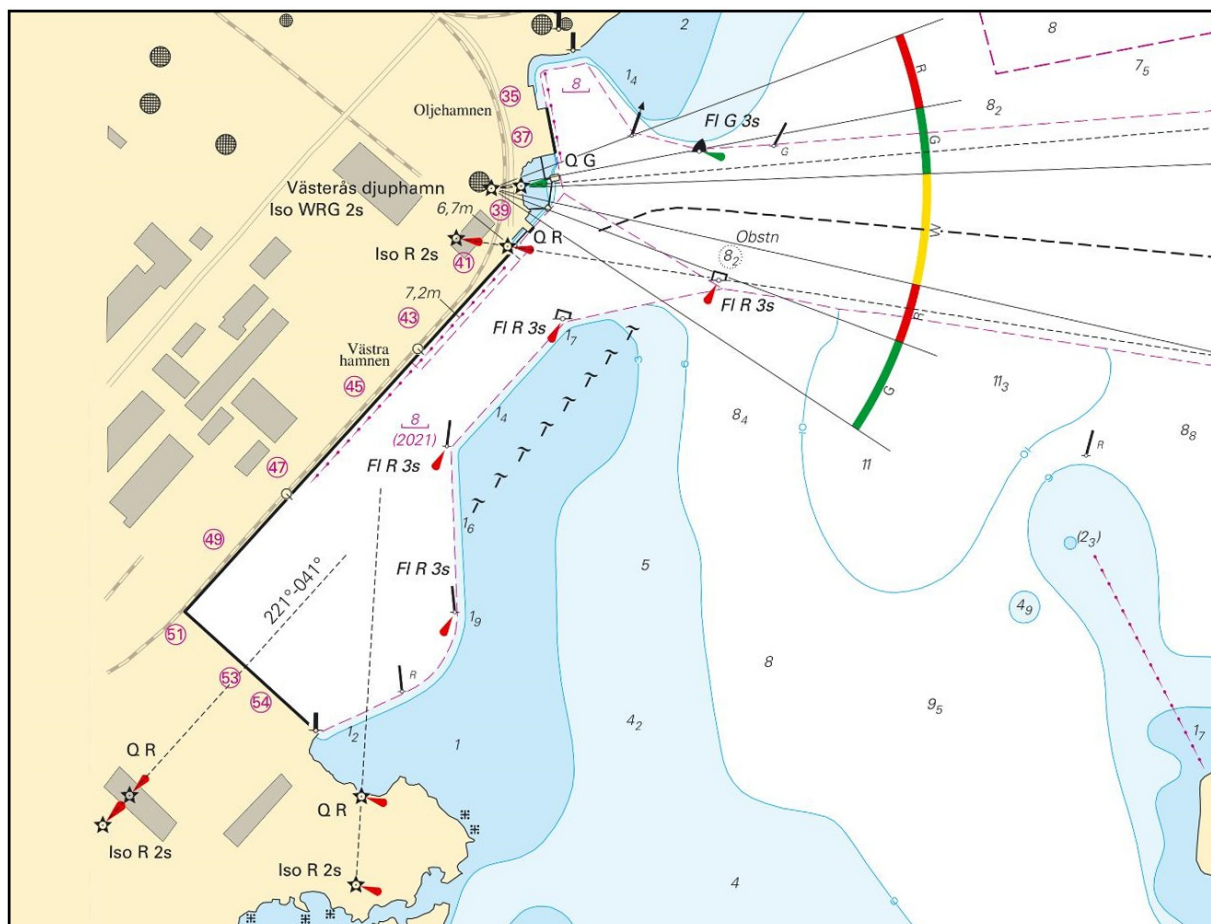 2
8
7₅
1₄
8
35
Oljehamnen
37
8₂
Fl G 3s
R
G
G
Q G
Västerås djuphamn
Iso WRG 2s
39
6,7m
Q R
Iso R 2s
41
W
Obstn
8₂
7,2m
43
Fl R 3s
Fl R 3s
R
1₇
Västra
hamnen
45
8
(2021)
1₄
8₄
11₃
G
8₈
11
10
R
Fl R 3s
47
1₆
49
5
(2₃)
Fl R 3s
221°-041°
1₉
4₉
51
53
54
R
8
9₅
1₂
1
4₂
1₇
Q R
Q R
Iso R 2s
Iso R 2s
4